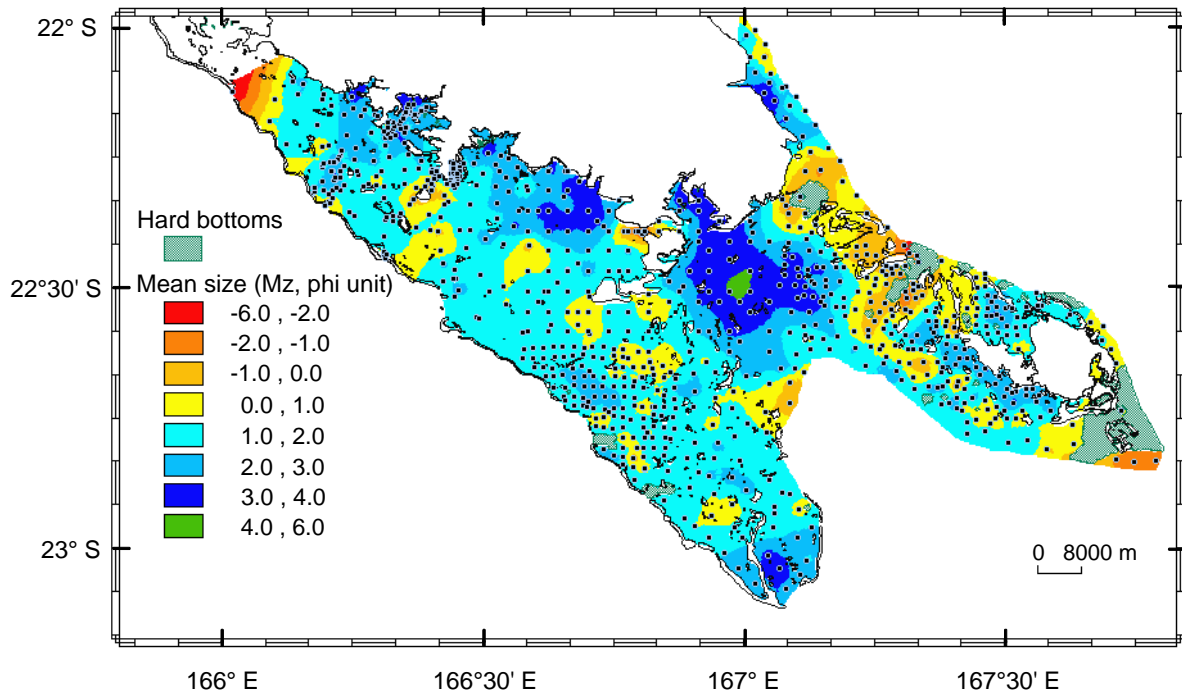 22° S
Hard bottoms
22°30' S
Mean size (Mz, phi unit)
-6.0 , -2.0
-2.0 , -1.0
-1.0 , 0.0
0.0 , 1.0
1.0 , 2.0
2.0 , 3.0
3.0 , 4.0
4.0 , 6.0
23° S
0 8000 m
166° E
166°30' E
167° E
167°30' E